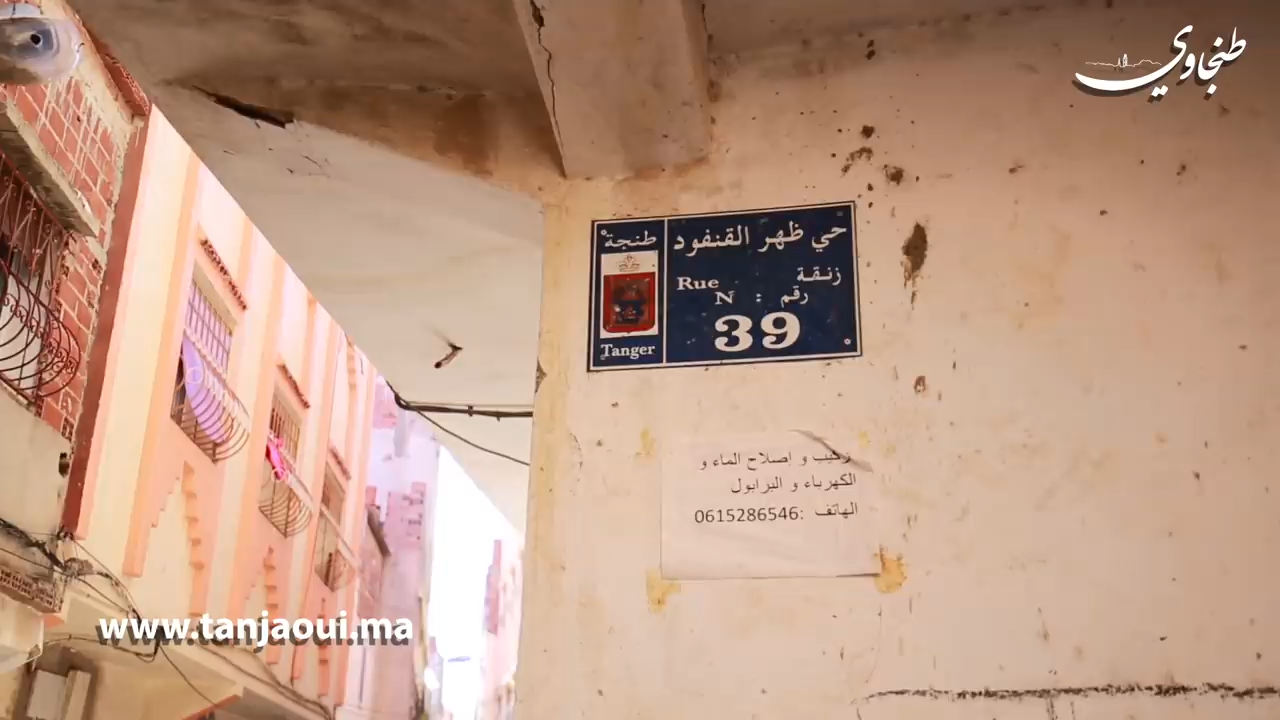 طنجاوي
حي ظهر القنفود
طنجة
زنقة
Rue
رقم : N
39
Tanger
تركيب و إصلاح الماء و
الكهرباء و البرابول
الهاتف :0615286546
www.tanjaoui.ma